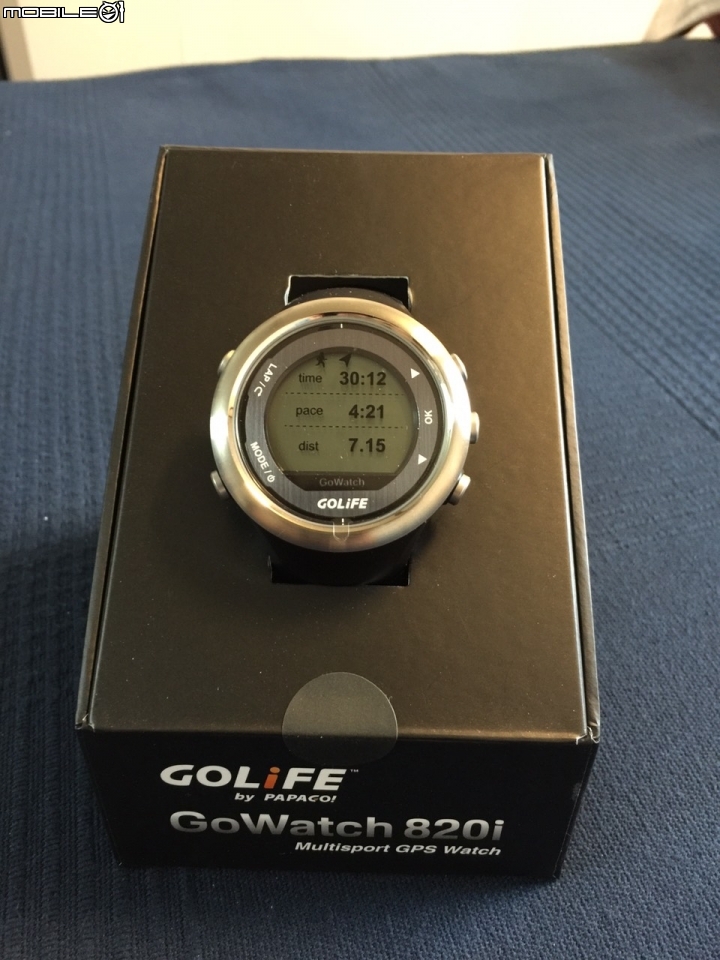 MOBILE01
LAP/C
MODE/⏻
▲
OK
▼
time 30:12
pace 4:21
dist 7.15
GoWatch
GOLiFE
GOLiFE™
by PAPAGO!
GoWatch 820i
Multisport GPS Watch